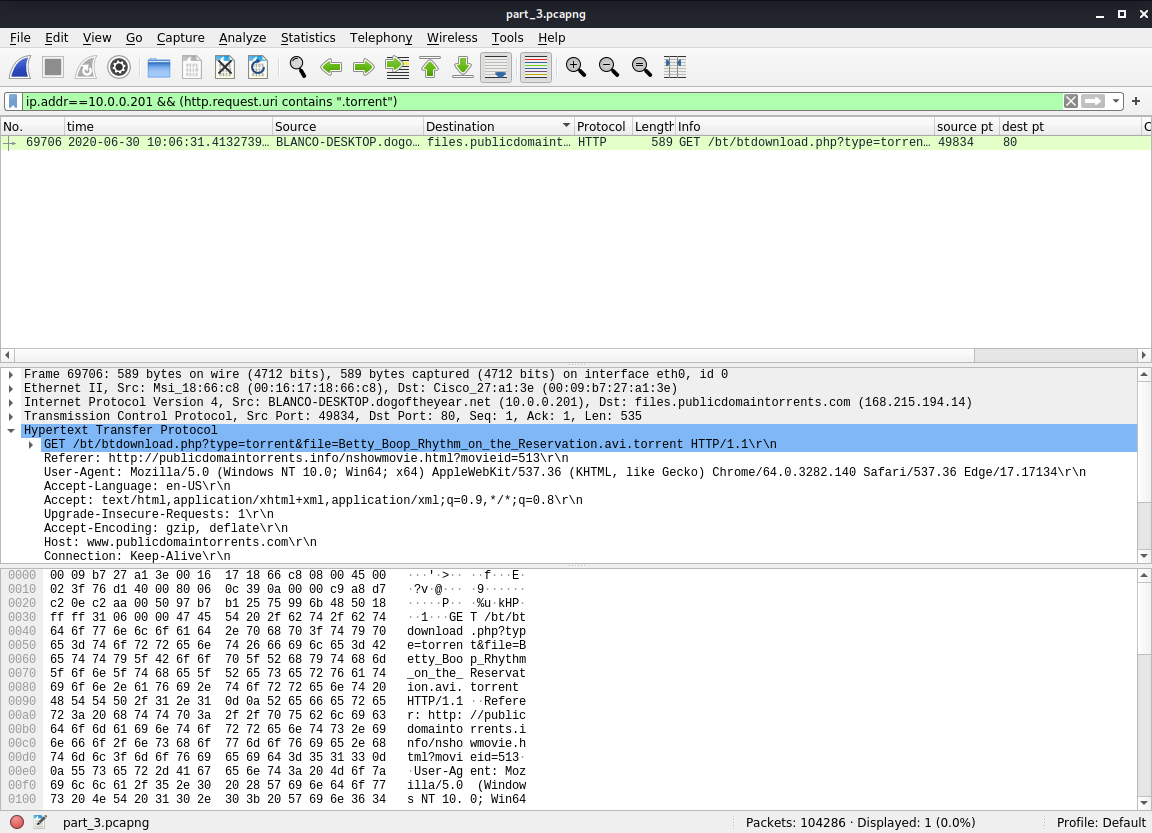 part_3.pcapng
File Edit View Go Capture Analyze Statistics Telephony Wireless Tools Help
ip.addr==10.0.0.201 && (http.request.uri contains ".torrent")
No. time Source Destination Protocol Length Info source pt dest pt C
69706 2020-06-30 10:06:31.4132739… BLANCO-DESKTOP.dogo… files.publicdomaint… HTTP 589 GET /bt/btdownload.php?type=torren… 49834 80
Frame 69706: 589 bytes on wire (4712 bits), 589 bytes captured (4712 bits) on interface eth0, id 0
Ethernet II, Src: Msi_18:66:c8 (00:16:17:18:66:c8), Dst: Cisco_27:a1:3e (00:09:b7:27:a1:3e)
Internet Protocol Version 4, Src: BLANCO-DESKTOP.dogoftheyear.net (10.0.0.201), Dst: files.publicdomaintorrents.com (168.215.194.14)
Transmission Control Protocol, Src Port: 49834, Dst Port: 80, Seq: 1, Ack: 1, Len: 535
Hypertext Transfer Protocol
GET /bt/btdownload.php?type=torrent&file=Betty_Boop_Rhythm_on_the_Reservation.avi.torrent HTTP/1.1\r\n
Referer: http://publicdomaintorrents.info/nshowmovie.html?movieid=513\r\n
User-Agent: Mozilla/5.0 (Windows NT 10.0; Win64; x64) AppleWebKit/537.36 (KHTML, like Gecko) Chrome/64.0.3282.140 Safari/537.36 Edge/17.17134\r\n
Accept-Language: en-US\r\n
Accept: text/html,application/xhtml+xml,application/xml;q=0.9,*/*;q=0.8\r\n
Upgrade-Insecure-Requests: 1\r\n
Accept-Encoding: gzip, deflate\r\n
Host: www.publicdomaintorrents.com\r\n
Connection: Keep-Alive\r\n
0000 00 09 b7 27 a1 3e 00 16 17 18 66 c8 08 00 45 00 ···'·>·· ··f···E·
0010 02 3f 76 d1 40 00 80 06 0c 39 0a 00 00 c9 a8 d7 ·?v·@··· ·9······
0020 c2 0e c2 aa 00 50 97 b7 b1 25 75 99 6b 48 50 18 ·····P·· ·%u·kHP·
0030 ff ff 31 06 00 00 47 45 54 20 2f 62 74 2f 62 74 ··1···GE T /bt/bt
0040 64 6f 77 6e 6c 6f 61 64 2e 70 68 70 3f 74 79 70 download .php?typ
0050 65 3d 74 6f 72 72 65 6e 74 26 66 69 6c 65 3d 42 e=torren t&file=B
0060 65 74 74 79 5f 42 6f 6f 70 5f 52 68 79 74 68 6d etty_Boo p_Rhythm
0070 5f 6f 6e 5f 74 68 65 5f 52 65 73 65 72 76 61 74 _on_the_ Reservat
0080 69 6f 6e 2e 61 76 69 2e 74 6f 72 72 65 6e 74 20 ion.avi. torrent
0090 48 54 54 50 2f 31 2e 31 0d 0a 52 65 66 65 72 65 HTTP/1.1 ··Refere
00a0 72 3a 20 68 74 74 70 3a 2f 2f 70 75 62 6c 69 63 r: http: //public
00b0 64 6f 6d 61 69 6e 74 6f 72 72 65 6e 74 73 2e 69 domainto rrents.i
00c0 6e 66 6f 2f 6e 73 68 6f 77 6d 6f 76 69 65 2e 68 nfo/nsho wmovie.h
00d0 74 6d 6c 3f 6d 6f 76 69 65 69 64 3d 35 31 33 0d tml?movi eid=513·
00e0 0a 55 73 65 72 2d 41 67 65 6e 74 3a 20 4d 6f 7a ·User-Ag ent: Moz
00f0 69 6c 6c 61 2f 35 2e 30 20 28 57 69 6e 64 6f 77 illa/5.0 (Window
0100 73 20 4e 54 20 31 30 2e 30 3b 20 57 69 6e 36 34 s NT 10. 0; Win64
part_3.pcapng Packets: 104286 · Displayed: 1 (0.0%) Profile: Default